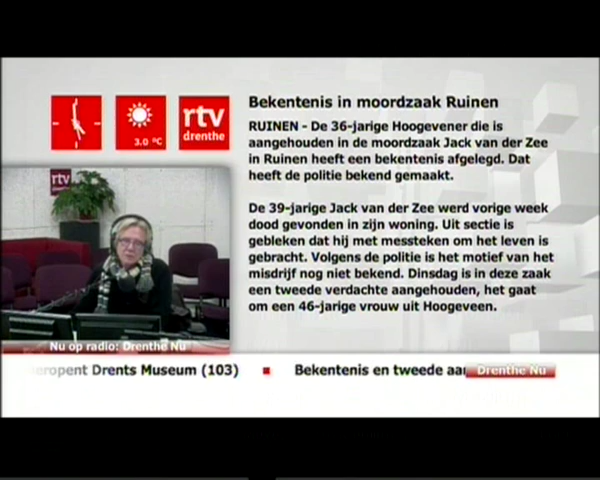 Bekentenis in moordzaak Ruinen
RUINEN - De 36-jarige Hoogevener die is
aangehouden in de moordzaak Jack van der Zee
in Ruinen heeft een bekentenis afgelegd. Dat
heeft de politie bekend gemaakt.
De 39-jarige Jack van der Zee werd vorige week
dood gevonden in zijn woning. Uit sectie is
gebleken dat hij met messteken om het leven is
gebracht. Volgens de politie is het motief van het
misdrijf nog niet bekend. Dinsdag is in deze zaak
een tweede verdachte aangehouden, het gaat
om een 46-jarige vrouw uit Hoogeveen.
3.0 °C
rtv
drenthe
rtv
Nu op radio: Drenthe Nu
eropent Drents Museum (103) Bekentenis en tweede aa
Drenthe Nu